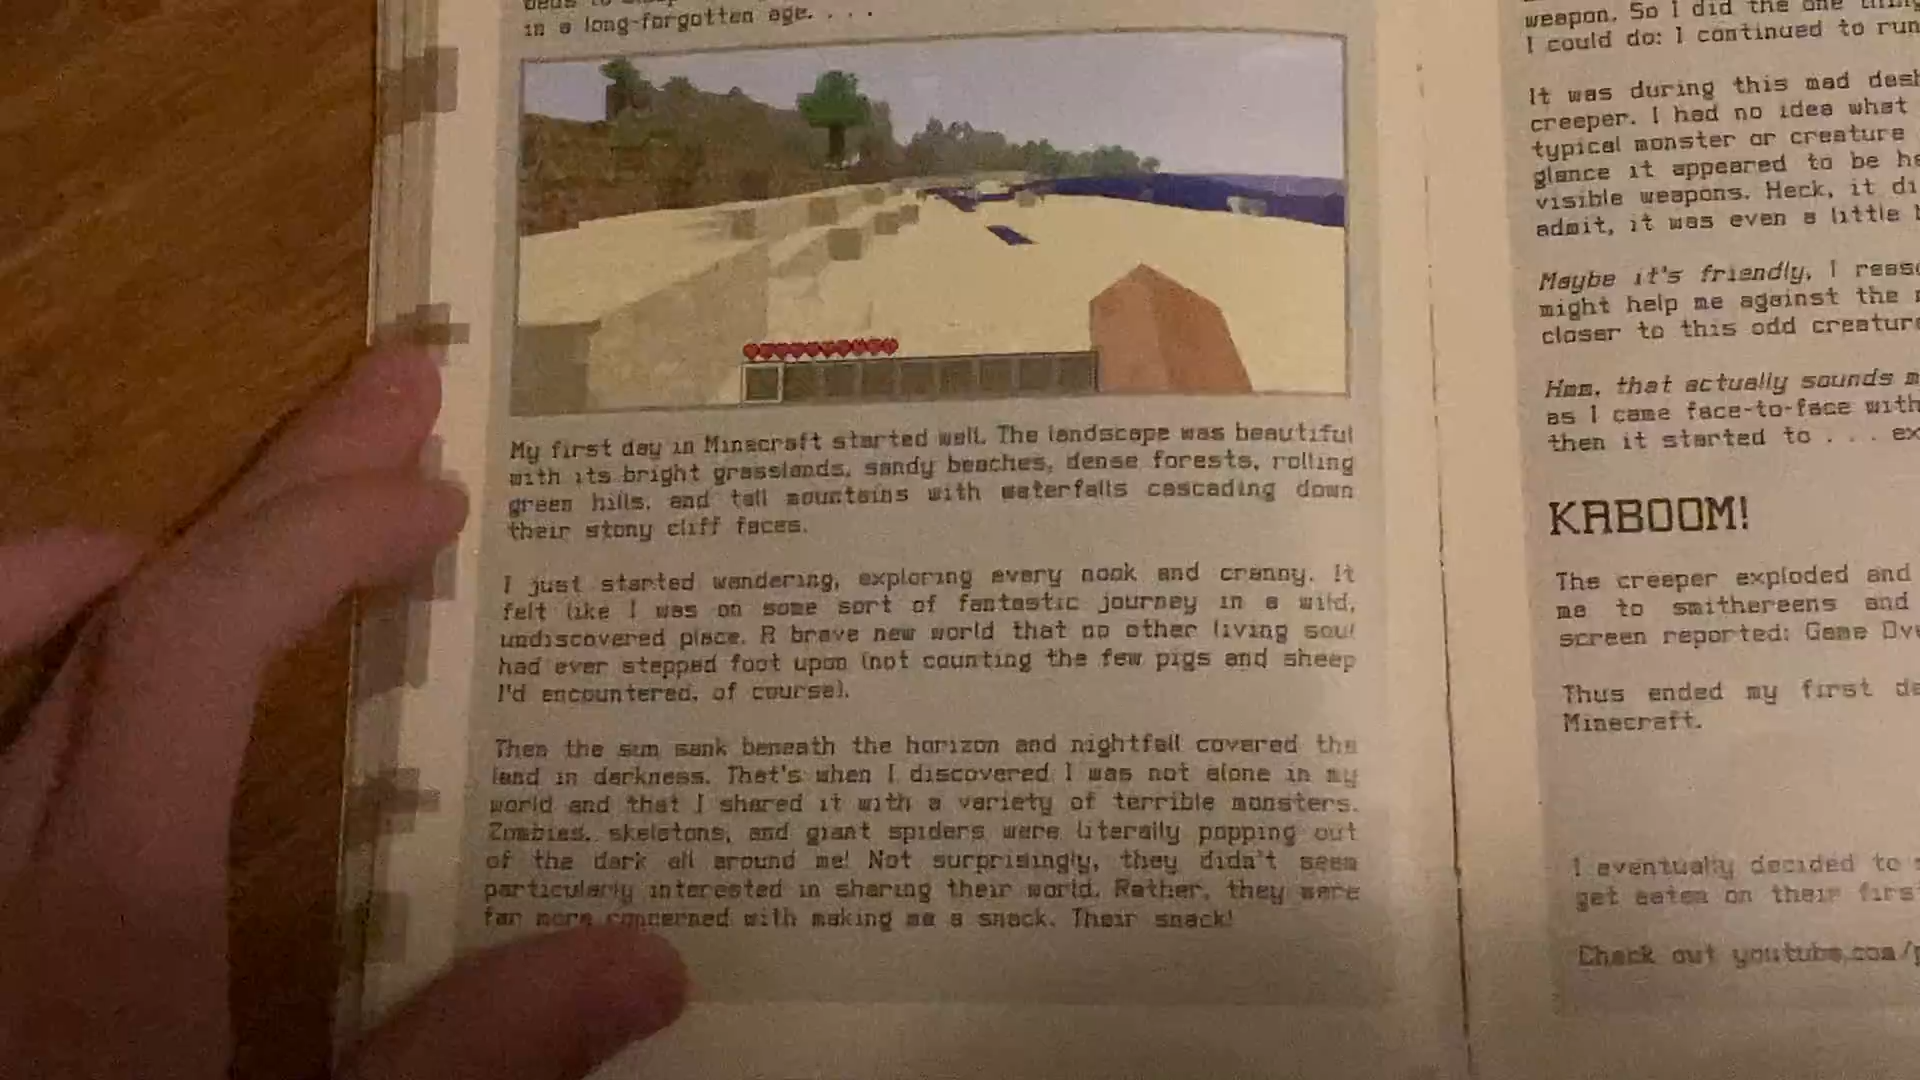 in a long-forgotten age. . . .
My first day in Minecraft started well. The landscape was beautiful
with its bright grasslands, sandy beaches, dense forests, rolling
green hills, and tall mountains with waterfalls cascading down
their stony cliff faces.
I just started wandering, exploring every nook and cranny. It
felt like I was on some sort of fantastic journey in a wild,
undiscovered place. A brave new world that no other living soul
had ever stepped foot upon (not counting the few pigs and sheep
I'd encountered, of course).
Then the sun sank beneath the horizon and nightfall covered the
land in darkness. That's when I discovered I was not alone in my
world and that I shared it with a variety of terrible monsters.
Zombies, skeletons, and giant spiders were literally popping out
of the dark all around me! Not surprisingly, they didn't seem
particularly interested in sharing their world. Rather, they were
far more concerned with making me a snack. Their snack!
weapon. So I did the one thing
I could do: I continued to run
It was during this mad dash
creeper. I had no idea what
typical monster or creature
glance it appeared to be
visible weapons. Heck, it
admit, it was even a little
Maybe it's friendly, I
might help me against the
closer to this odd creature
Hmm, that actually sounds
as I came face-to-face with
then it started to . . .
KABOOM!
The creeper exploded and
me to smithereens and
screen reported: Game
Thus ended my first
Minecraft.
I eventually decided to
get eaten on their first
Check out youtube.com/